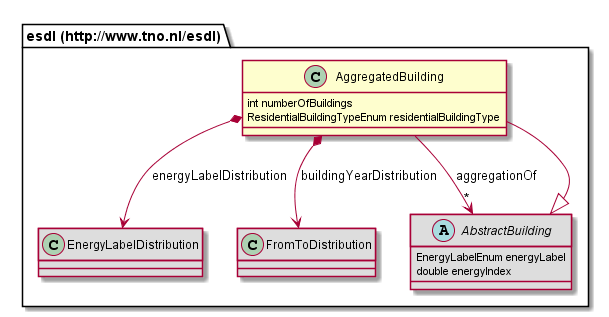 esdl (http://www.tno.nl/esdl)
C AggregatedBuilding
int numberOfBuildings
ResidentialBuildingTypeEnum residentialBuildingType
energyLabelDistribution
buildingYearDistribution
aggregationOf
*
C EnergyLabelDistribution
C FromToDistribution
A AbstractBuilding
EnergyLabelEnum energyLabel
double energyIndex